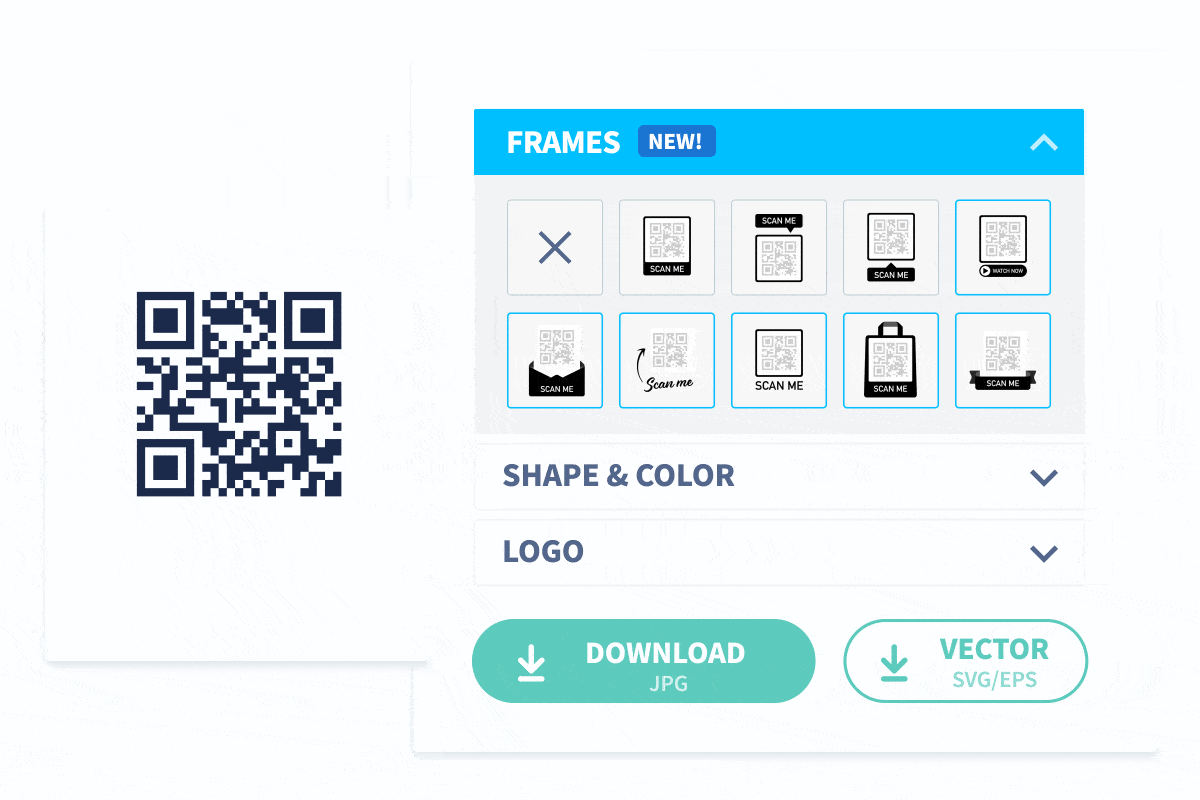 FRAMES NEW!
SCAN ME
SCAN ME
SCAN ME
WATCH NOW
SCAN ME
Scan me
SCAN ME
SCAN ME
SCAN ME
SHAPE & COLOR
LOGO
DOWNLOAD
JPG
VECTOR
SVG/EPS